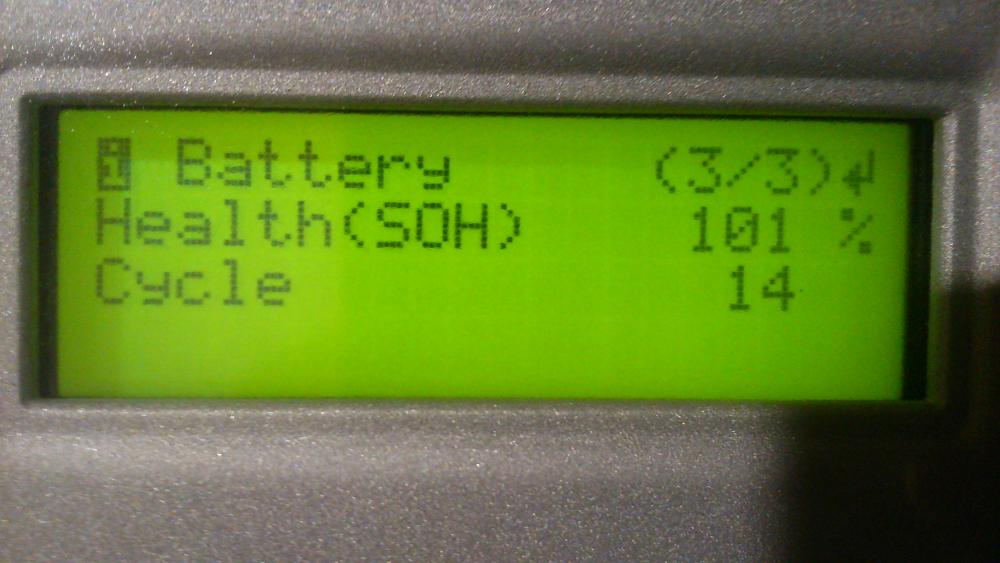 i Battery (3/3)↲
Health(SOH) 101 %
Cycle 14